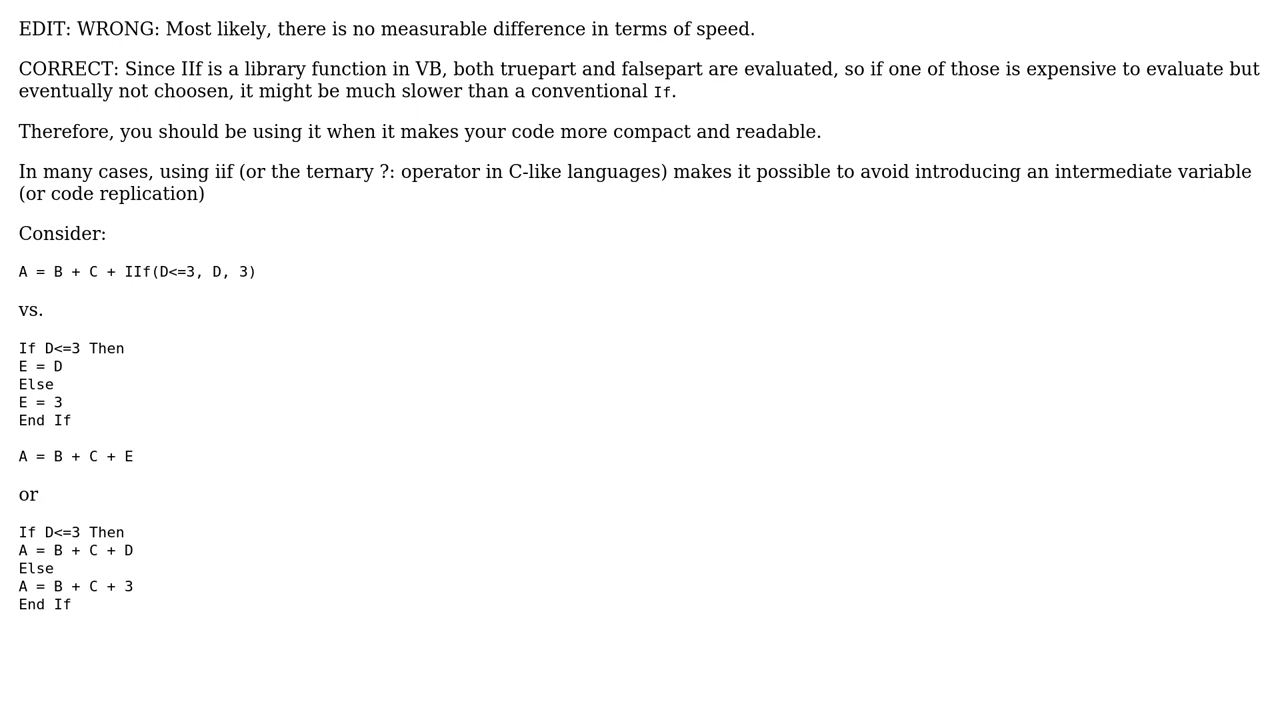 EDIT: WRONG: Most likely, there is no measurable difference in terms of speed.
CORRECT: Since IIf is a library function in VB, both truepart and falsepart are evaluated, so if one of those is expensive to evaluate but
eventually not choosen, it might be much slower than a conventional If.
Therefore, you should be using it when it makes your code more compact and readable.
In many cases, using iif (or the ternary ?: operator in C-like languages) makes it possible to avoid introducing an intermediate variable
(or code replication)
Consider:
A = B + C + IIf(D<=3, D, 3)
vs.
If D<=3 Then
E = D
Else
E = 3
End If
A = B + C + E
or
If D<=3 Then
A = B + C + D
Else
A = B + C + 3
End If